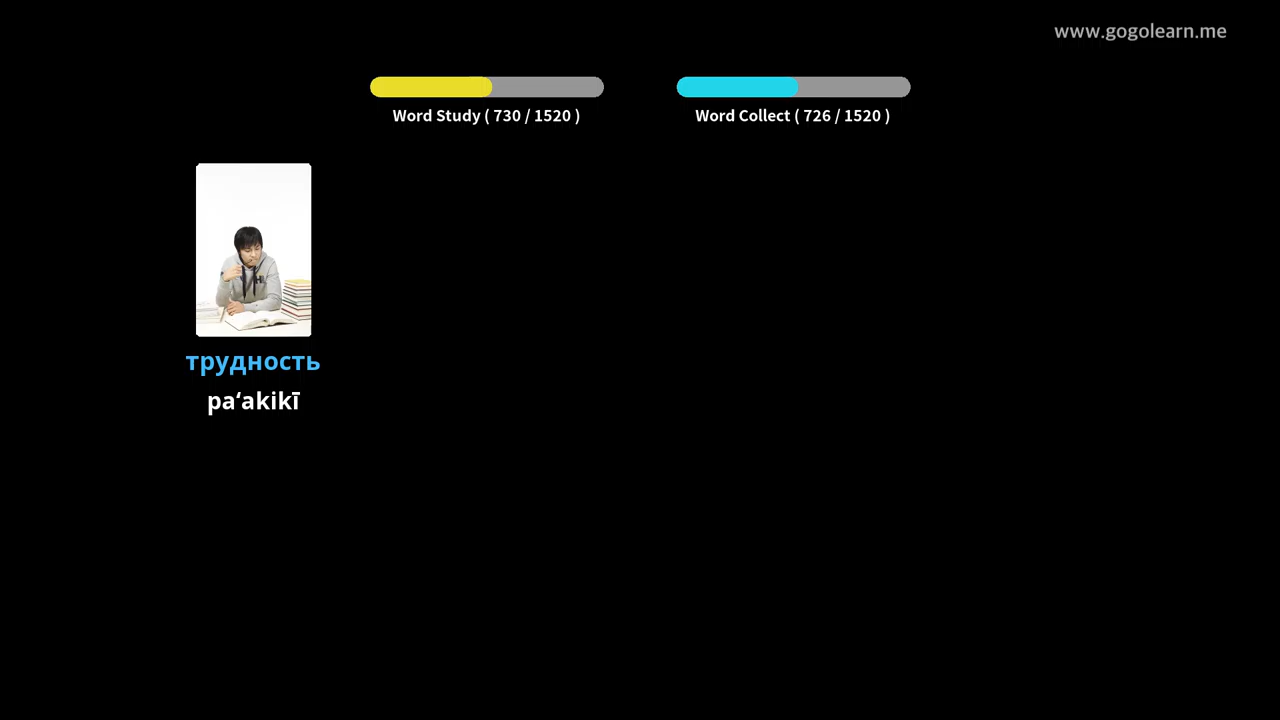 www.gogolearn.me
Word Study ( 730 / 1520 )
Word Collect ( 726 / 1520 )
трудность
paʻakikī